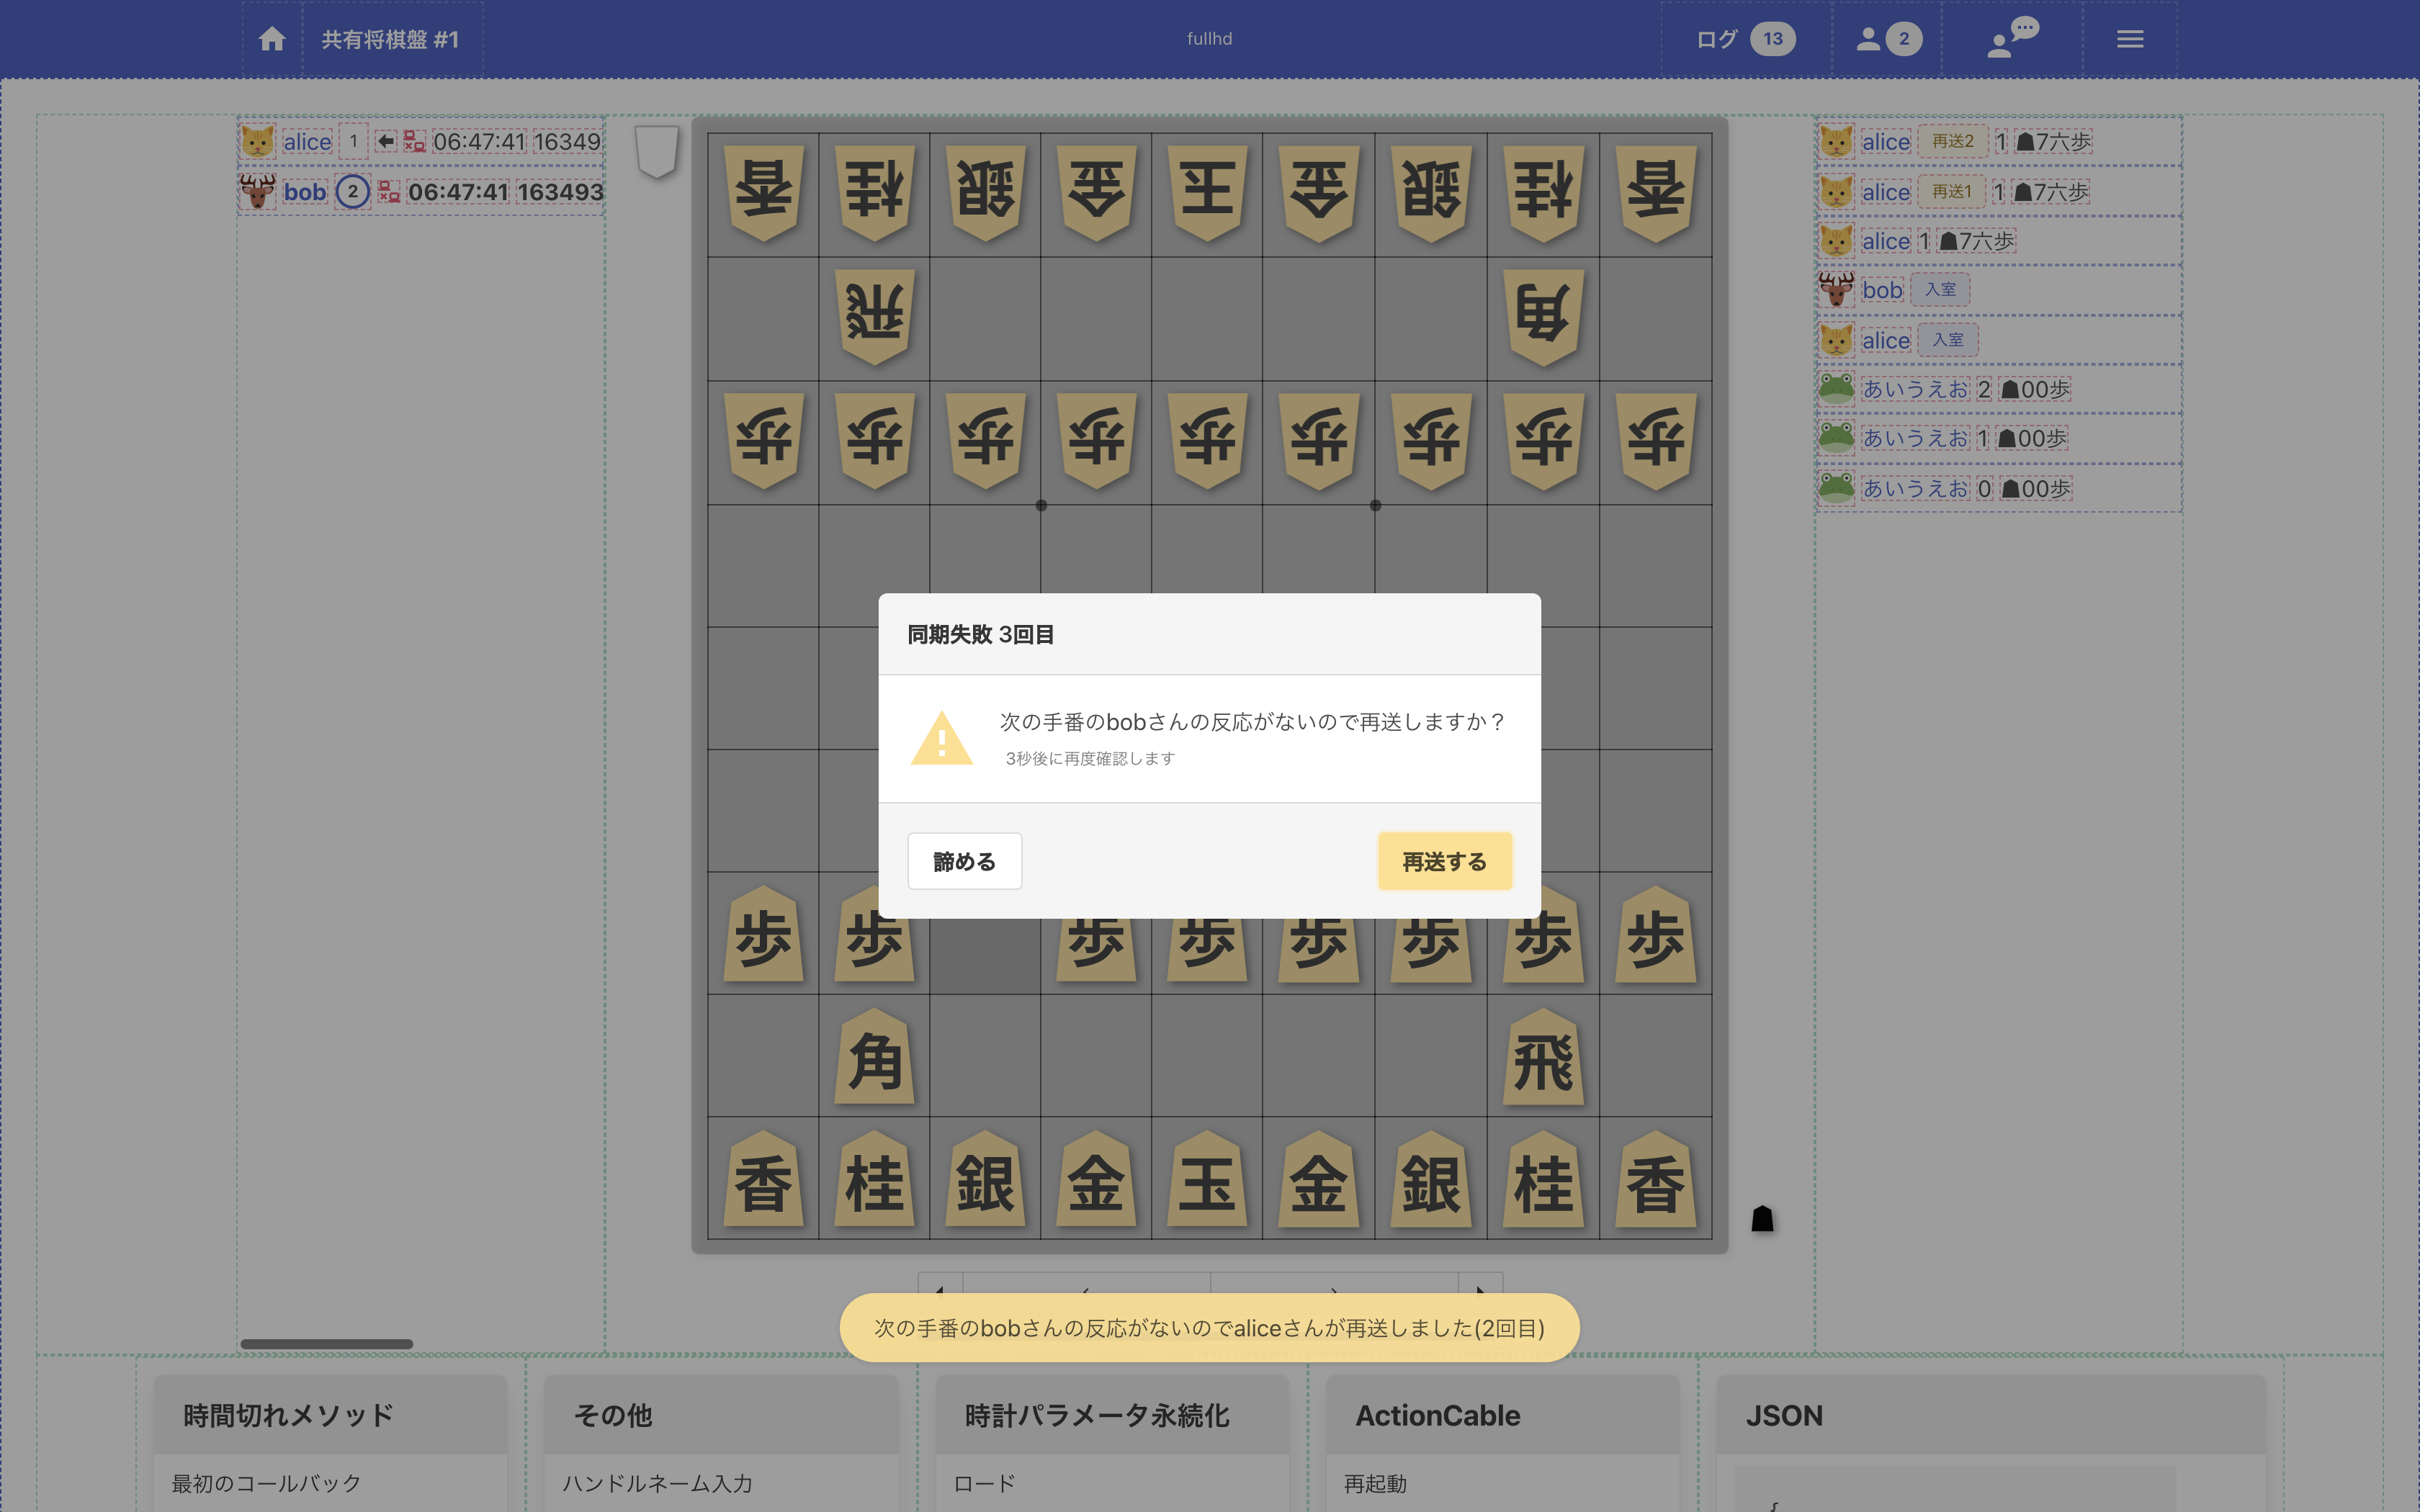 共有将棋盤 #1
fullhd
ログ 13
2
alice 1 06:47:41 16349
bob 2 06:47:41 163493
香 桂 銀 金 玉 金 銀 桂 香
飛 角
歩 歩 歩 歩 歩 歩 歩 歩 歩
同期失敗 3回目
次の手番のbobさんの反応がないので再送しますか？
3秒後に再度確認します
諦める 再送する
歩 歩 歩 歩 歩 歩 歩 歩
角 飛
香 桂 銀 金 玉 金 銀 桂 香
alice 再送2 1 ☗7六歩
alice 再送1 1 ☗7六歩
alice 1 ☗7六歩
bob 入室
alice 入室
あいうえお 2 ☗00歩
あいうえお 1 ☗00歩
あいうえお 0 ☗00歩
次の手番のbobさんの反応がないのでaliceさんが再送しました(2回目)
時間切れメソッド
最初のコールバック
その他
ハンドルネーム入力
時計パラメータ永続化
ロード
ActionCable
再起動
JSON
{